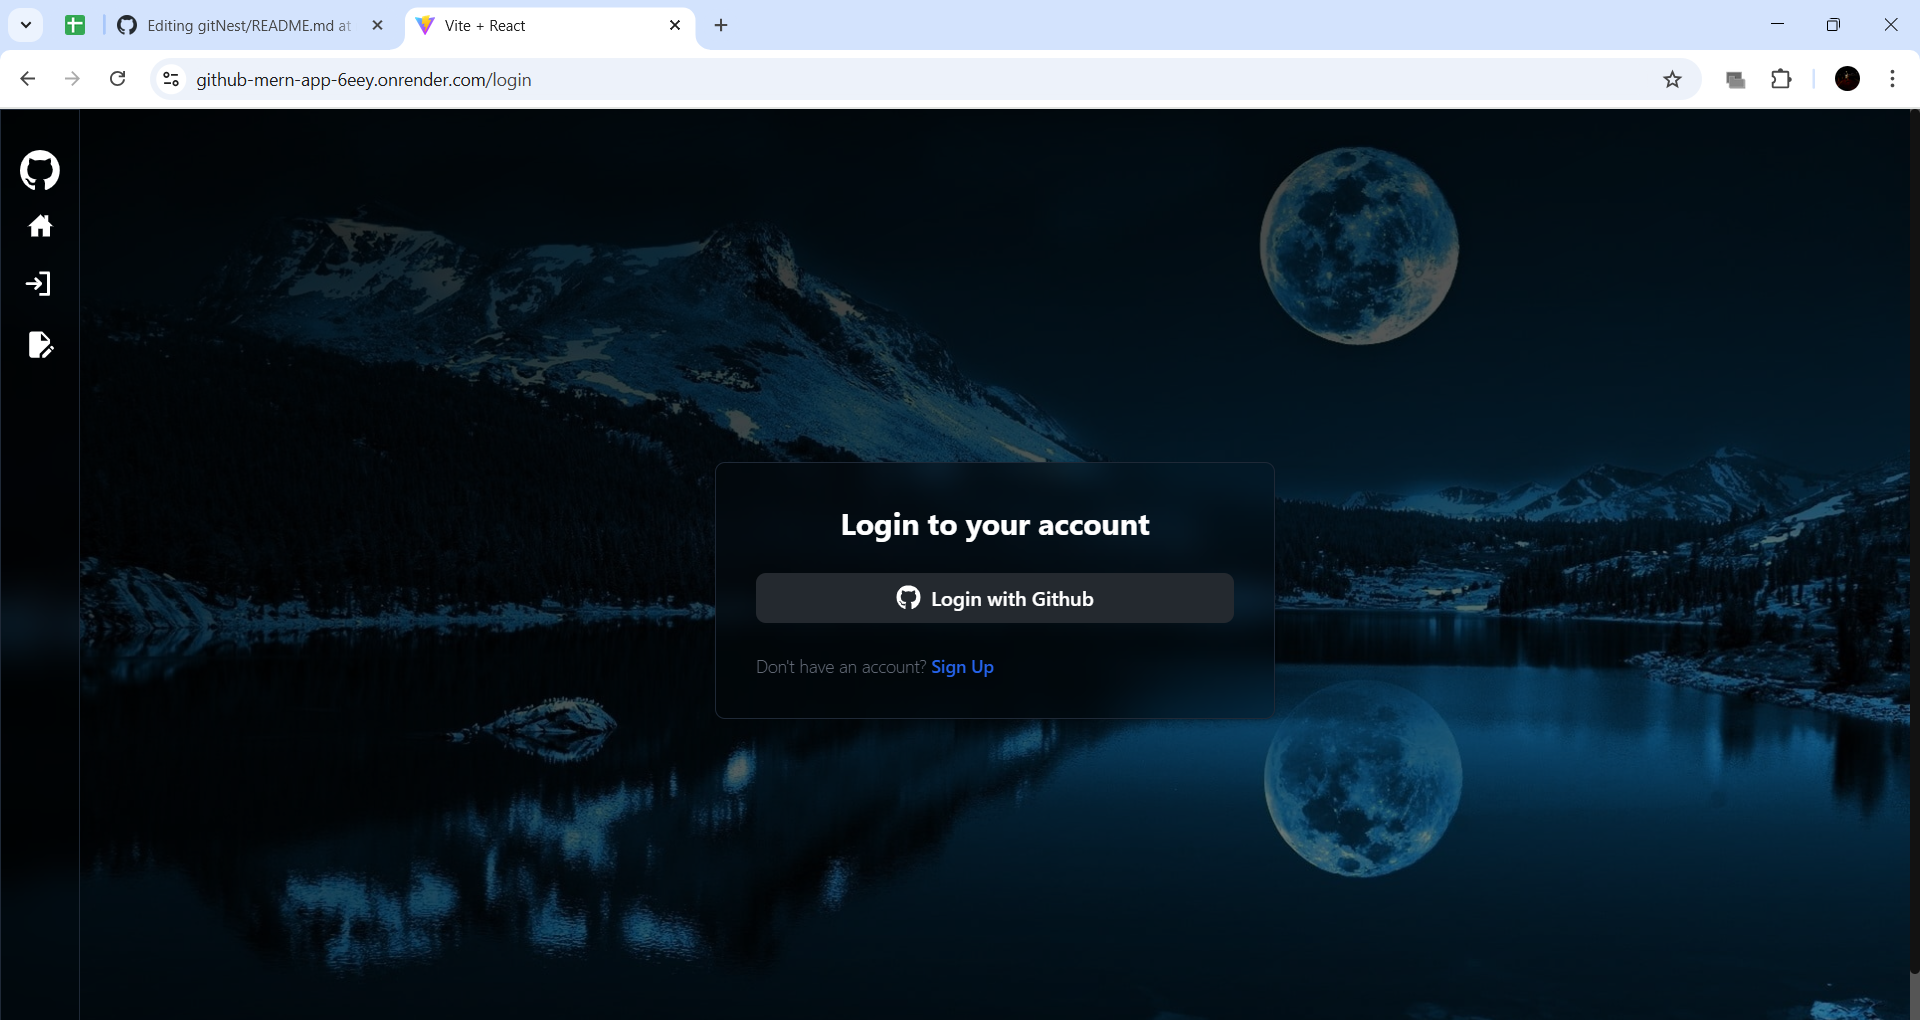 Editing gitNest/README.md at
Vite + React
github-mern-app-6eey.onrender.com/login
Login to your account
Login with Github
Don't have an account? Sign Up